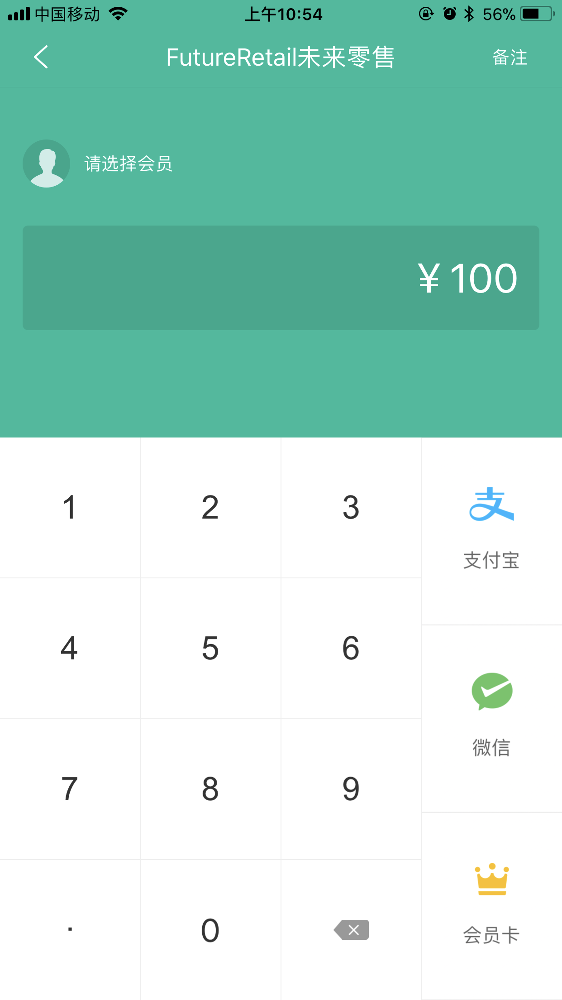 中国移动 上午10:54 56%
FutureRetail未来零售 备注
请选择会员
¥ 100
1 2 3
支付宝
4 5 6
微信
7 8 9
· 0
会员卡